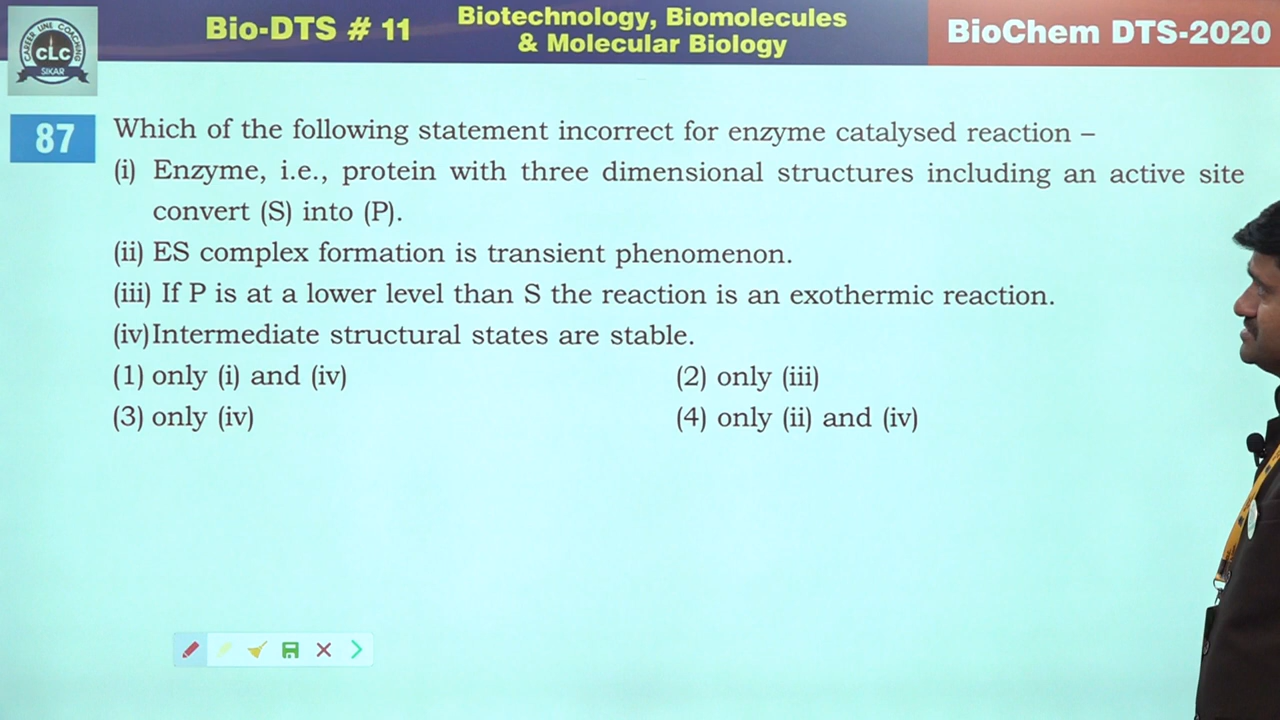 Bio-DTS # 11
Biotechnology, Biomolecules
& Molecular Biology
BioChem DTS-2020
CAREER LINE COACHING
CLC
SIKAR
87
Which of the following statement incorrect for enzyme catalysed reaction –
(i) Enzyme, i.e., protein with three dimensional structures including an active site
convert (S) into (P).
(ii) ES complex formation is transient phenomenon.
(iii) If P is at a lower level than S the reaction is an exothermic reaction.
(iv) Intermediate structural states are stable.
(1) only (i) and (iv)
(2) only (iii)
(3) only (iv)
(4) only (ii) and (iv)